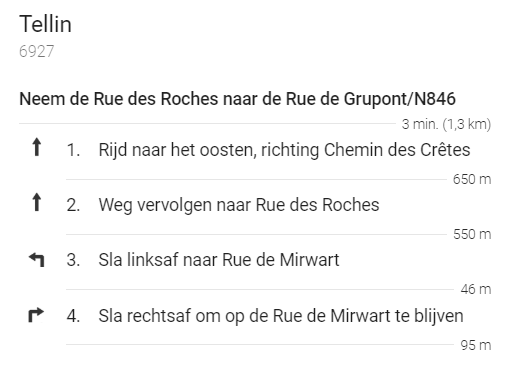 Tellin
6927
Neem de Rue des Roches naar de Rue de Grupont/N846
3 min. (1,3 km)
1. Rijd naar het oosten, richting Chemin des Crêtes
650 m
2. Weg vervolgen naar Rue des Roches
550 m
3. Sla linksaf naar Rue de Mirwart
46 m
4. Sla rechtsaf om op de Rue de Mirwart te blijven
95 m